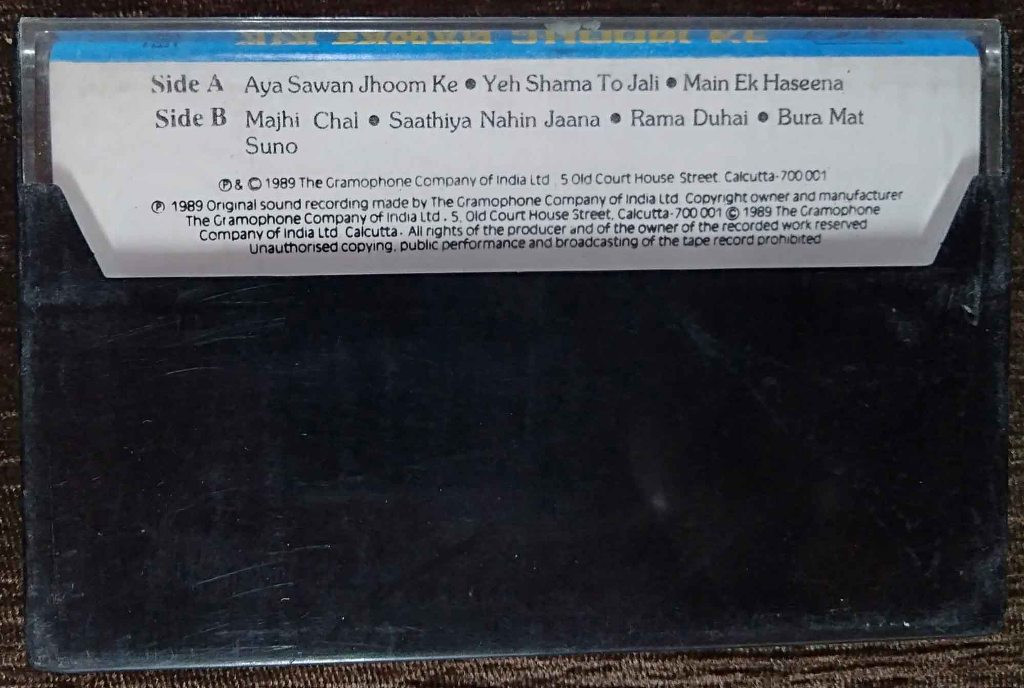 Side A Aya Sawan Jhoom Ke ● Yeh Shama To Jali ● Main Ek Haseena
Side B Majhi Chal ● Saathiya Nahin Jaana ● Rama Duhai ● Bura Mat
Suno
℗ & © 1989 The Gramophone Company of India Ltd 5 Old Court House Street. Calcutta-700 001
℗ 1989 Original sound recording made by The Gramophone Company of India Ltd. Copyright owner and manufacturer
The Gramophone Company of India Ltd. 5, Old Court House Street, Calcutta-700 001 © 1989 The Gramophone
Company of India Ltd Calcutta. All rights of the producer and of the owner of the recorded work reserved
Unauthorised copying, public performance and broadcasting of the tape record prohibited